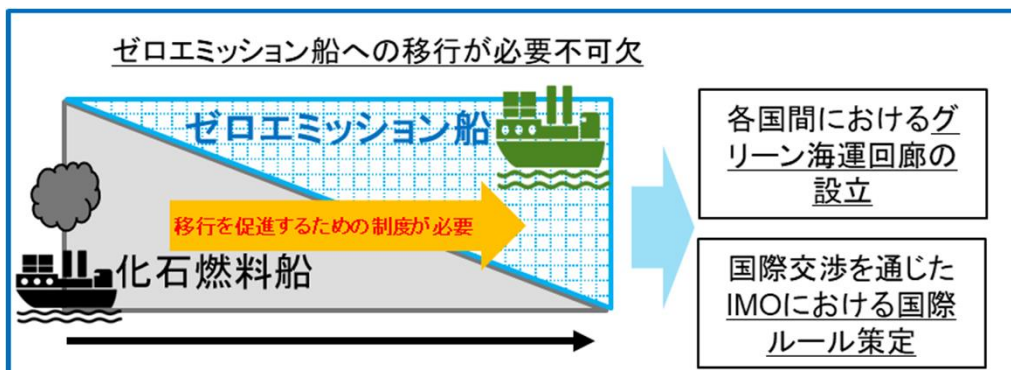 ゼロエミッション船への移行が必要不可欠
ゼロエミッション船
移行を促進するための制度が必要
化石燃料船
各国間におけるグ
リーン海運回廊の
設立
国際交渉を通じた
IMOにおける国際
ルール策定